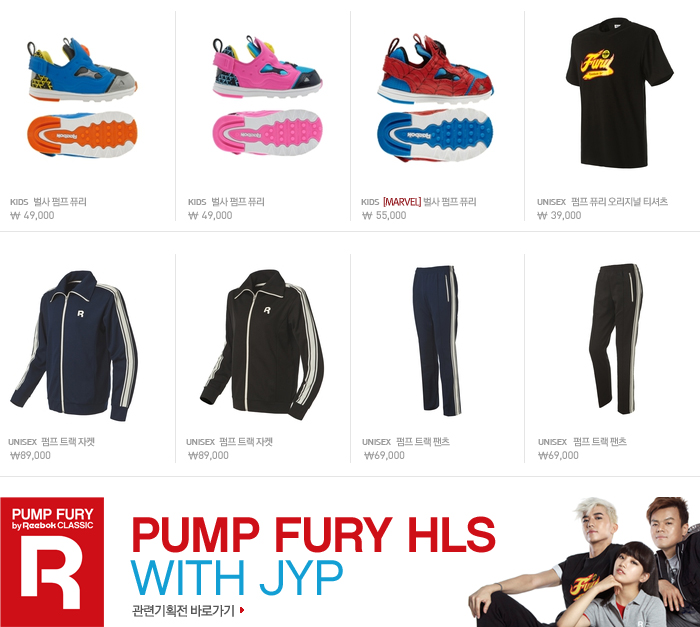 KIDS 벌사 펌프 퓨리
₩ 49,000
KIDS 벌사 펌프 퓨리
₩ 49,000
KIDS [MARVEL] 벌사 펌프 퓨리
₩ 55,000
Fury
UNISEX 펌프 퓨리 오리지널 티셔츠
₩ 39,000
R
UNISEX 펌프 트랙 자켓
₩89,000
R
UNISEX 펌프 트랙 자켓
₩89,000
UNISEX 펌프 트랙 팬츠
₩69,000
UNISEX 펌프 트랙 팬츠
₩69,000
PUMP FURY
by Reebok CLASSIC
R
PUMP FURY HLS
WITH JYP
관련기획전 바로가기
Fury
R